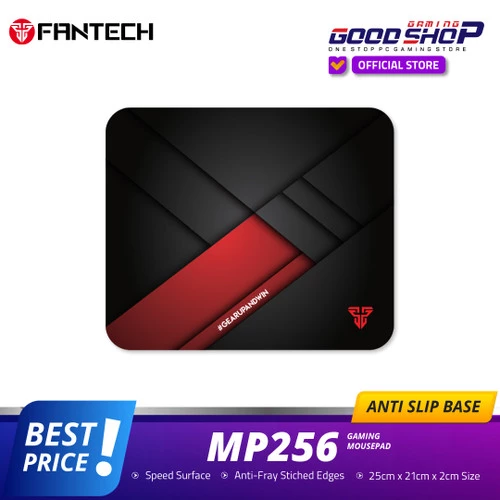 FANTECH
GAMING
GOOD SHOP
ONE STOP PC GAMING STORE
OFFICIAL STORE
#GEARUPANDWIN
ANTI SLIP BASE
BEST
PRICE!
MP256
GAMING
MOUSEPAD
Speed Surface
Anti-Fray Stiched Edges
25cm x 21cm x 2cm Size